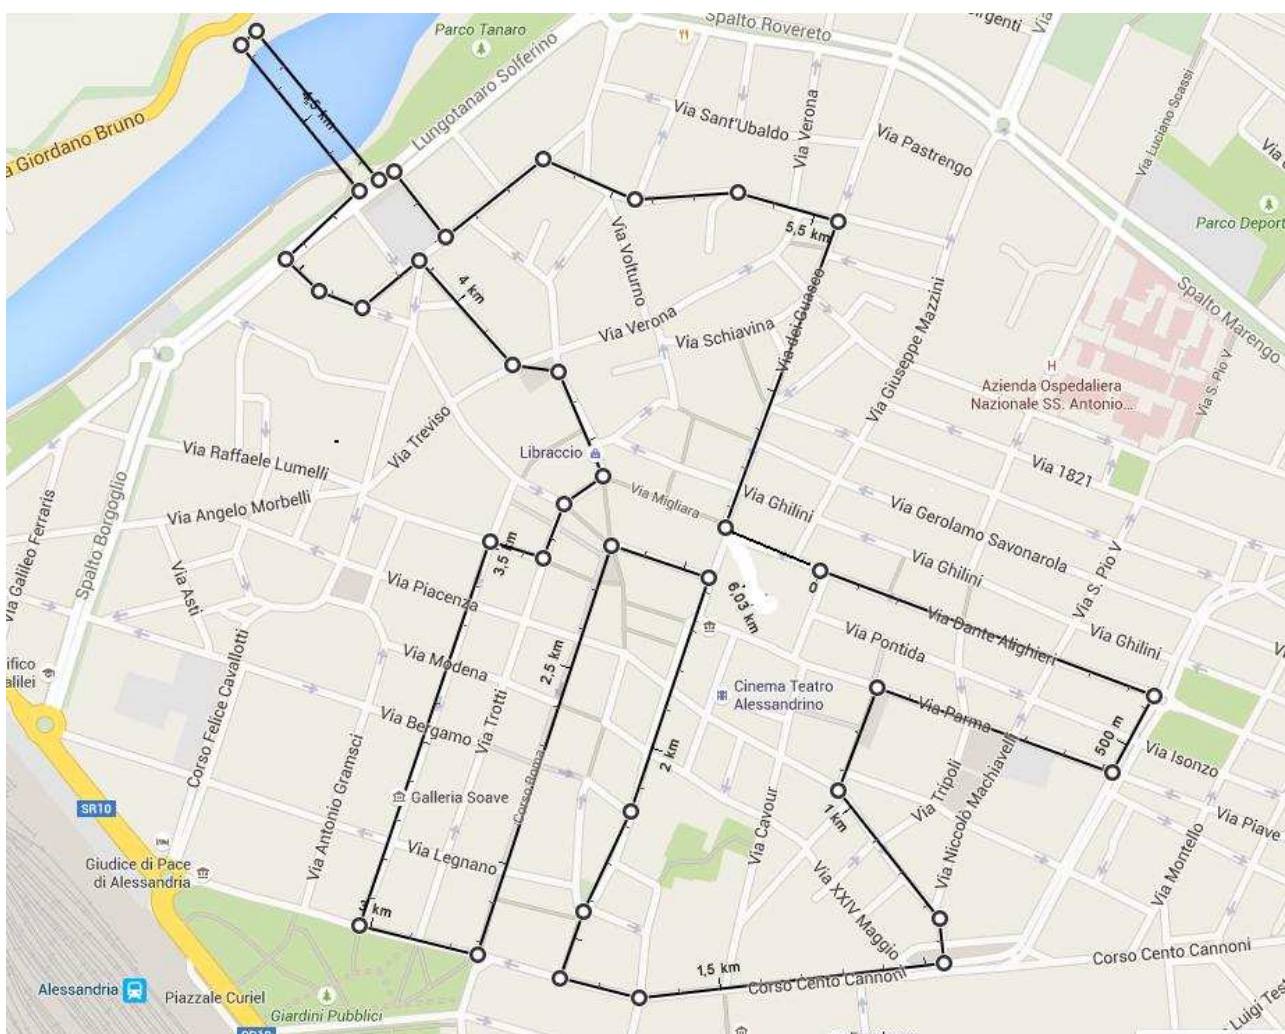 Parco Tanaro
Spalto Rovereto
Lungotanaro Solferino
4,5 km
Via Sant'Ubaldo
Via Verona
Via Pastrengo
Via Luciano Scassi
a Giordano Bruno
Parco Deport
5,5 km
Via Volturno
4 km
Via dei Guasco
Spalto Marengo
Via Verona
Via Schiavina
Via Giuseppe Mazzini
H
Azienda Ospedaliera
Nazionale SS. Antonio...
Via S. Pio V
Via Treviso
Libraccio
Via Raffaele Lumelli
Via 1821
Via Migliara
Via Ghilini
Via Angelo Morbelli
Via Gerolamo Savonarola
Via Galileo Ferraris
Spalto Borgoglio
3,5 km
Via Ghilini
Via S. Pio V
Via Asti
Via Piacenza
6,03 km
0
Via Dante Alighieri
Via Ghilini
Via Pontida
Corso Felice Cavallotti
Via Modena
2,5 km
ifico
alilei
Cinema Teatro
Alessandrino
Via Parma
500 m
Via Bergamo
Via Trotti
2 km
Via Isonzo
Via Antonio Gramsci
Corso Roma
Galleria Soave
Via Tripoli
Via Niccolò Machiavelli
SR10
1 km
Via Cavour
Via Piave
Via Legnano
Via Montello
Giudice di Pace
di Alessandria
Via XXIV Maggio
3 km
Corso Cento Cannoni
1,5 km
Corso Cento Cannoni
Alessandria
Piazzale Curiel
Giardini Pubblici
Luigi Test
SR10